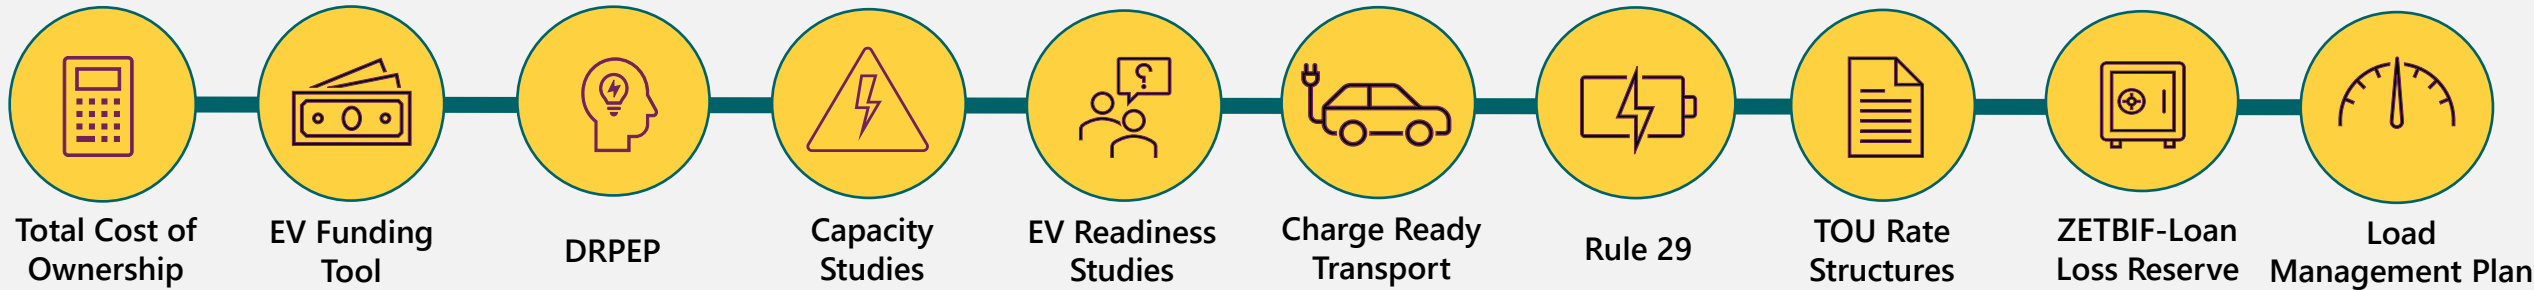 Total Cost of
Ownership
EV Funding
Tool
DRPEP
Capacity
Studies
EV Readiness
Studies
Charge Ready
Transport
Rule 29
TOU Rate
Structures
ZETBIF-Loan
Loss Reserve
Load
Management Plan